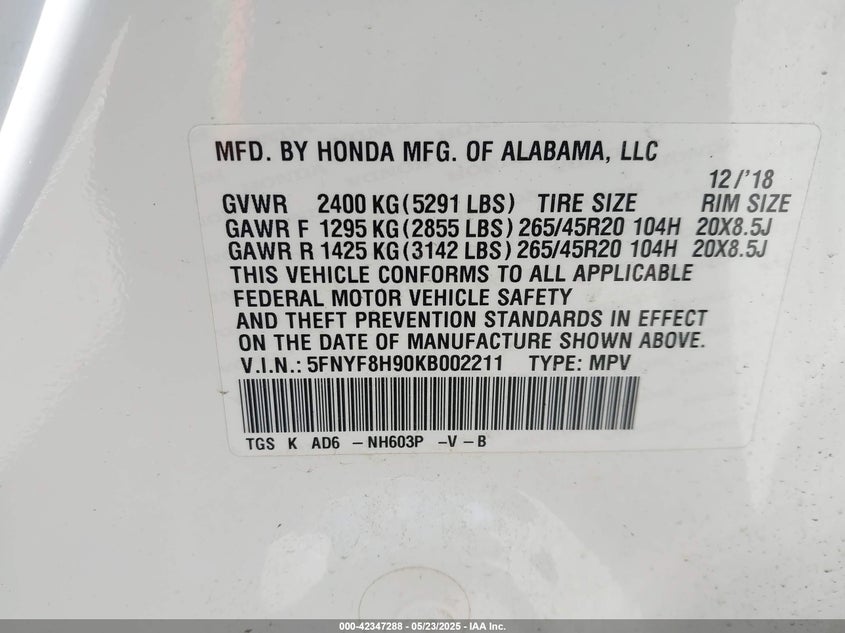 MFD. BY HONDA MFG. OF ALABAMA, LLC
12/'18
GVWR 2400 KG(5291 LBS) TIRE SIZE RIM SIZE
GAWR F 1295 KG(2855 LBS) 265/45R20 104H 20X8.5J
GAWR R 1425 KG(3142 LBS) 265/45R20 104H 20X8.5J
THIS VEHICLE CONFORMS TO ALL APPLICABLE
FEDERAL MOTOR VEHICLE SAFETY
AND THEFT PREVENTION STANDARDS IN EFFECT
ON THE DATE OF MANUFACTURE SHOWN ABOVE.
V.I.N.: 5FNYF8H90KB002211 TYPE: MPV
TGS K AD6 – NH603P –V – B
000-42347288 - 05/23/2025 - IAA Inc.